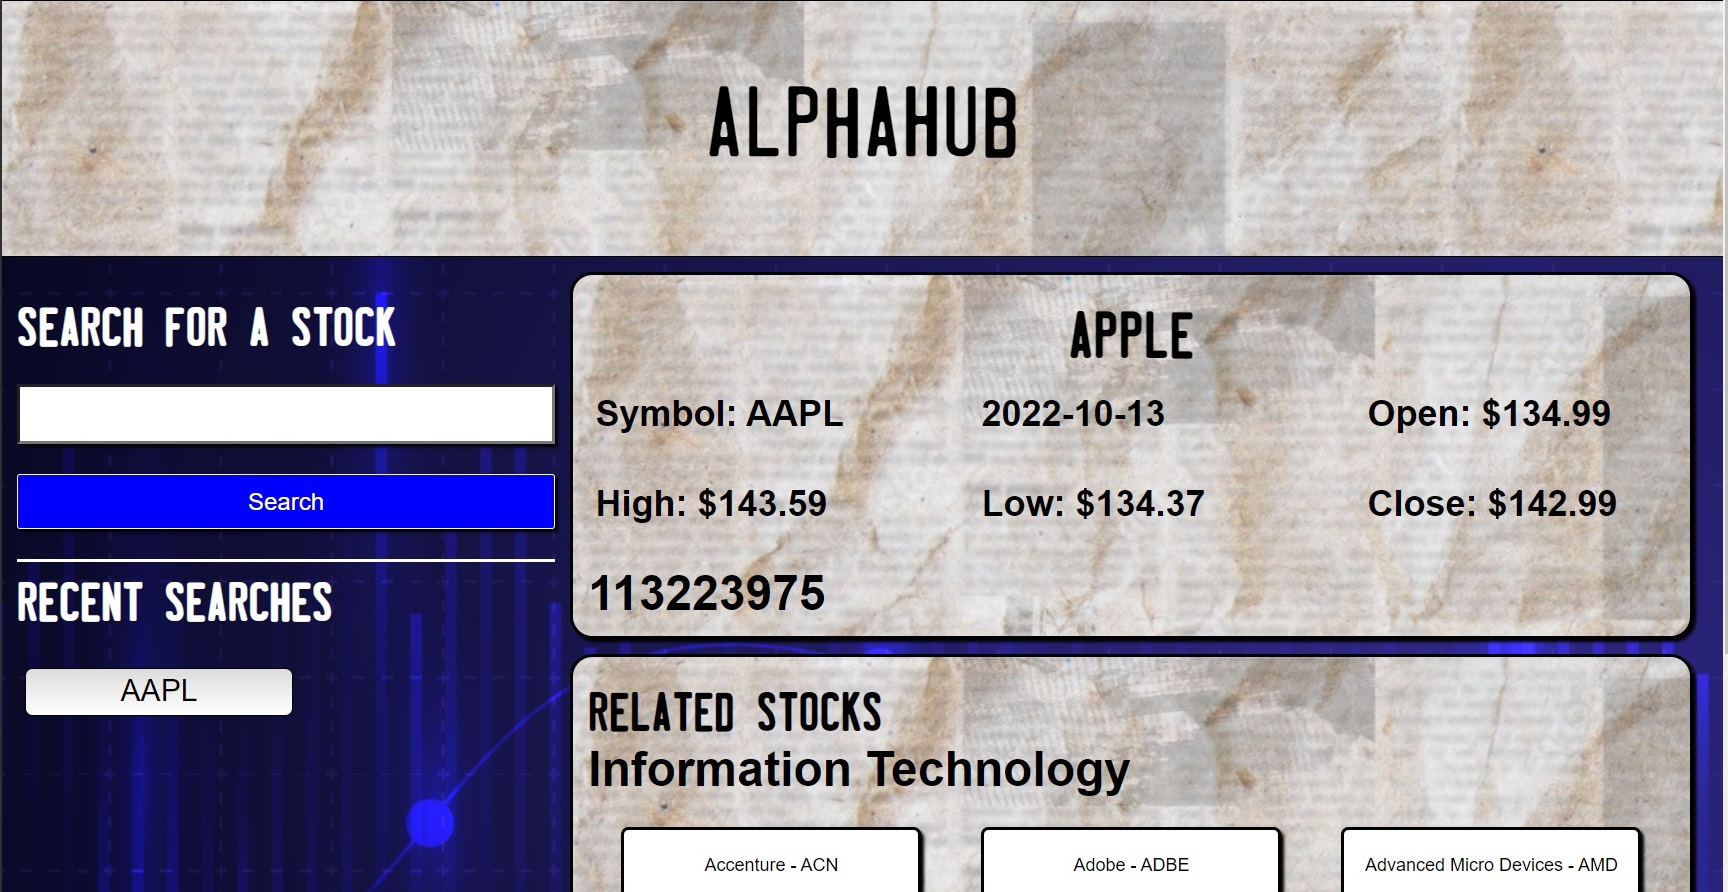 ALPHAHUB
SEARCH FOR A STOCK
Search
RECENT SEARCHES
AAPL
APPLE
Symbol: AAPL
2022-10-13
Open: $134.99
High: $143.59
Low: $134.37
Close: $142.99
113223975
RELATED STOCKS
Information Technology
Accenture - ACN
Adobe - ADBE
Advanced Micro Devices - AMD